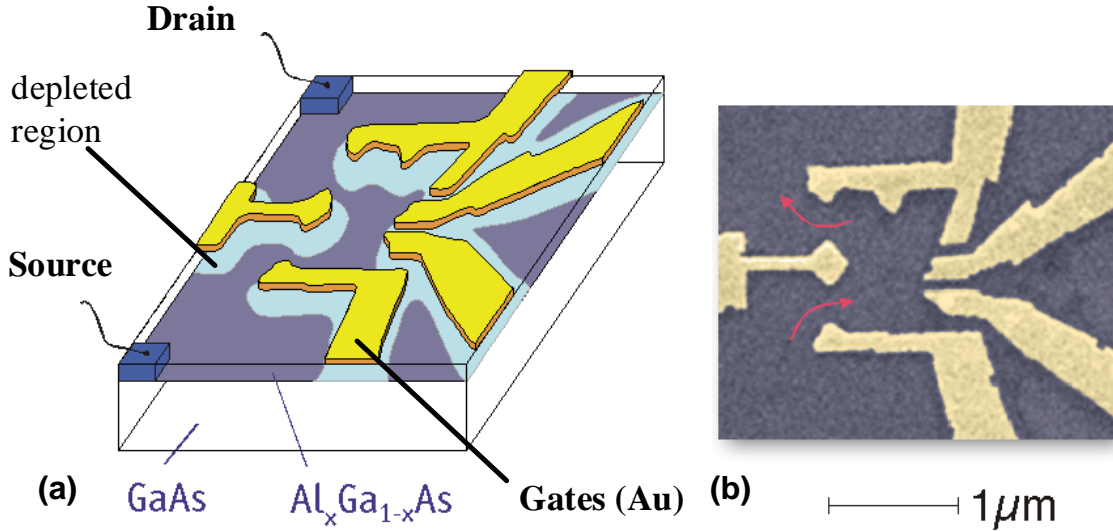 Drain
depleted
region
Source
(a)
GaAs
AlₓGa₁₋ₓAs
Gates (Au)
(b)
1μm